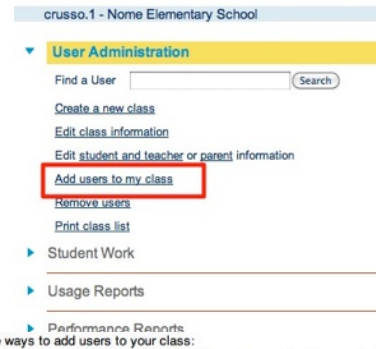 crusso.1 - Nome Elementary School
User Administration
Find a User Search
Create a new class
Edit class information
Edit student and teacher or parent information
Add users to my class
Remove users
Print class list
Student Work
Usage Reports
Performance Reports
ways to add users to your class: